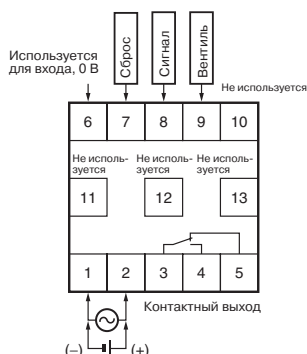 Используется
для входа, 0 В
Сброс
Сигнал
Вентиль
Не используется
6 7 8 9 10
Не исполь-
зуется
Не исполь-
зуется
Не исполь-
зуется
11 12 13
1 2 3 4 5
Контактный выход
(–) (+)